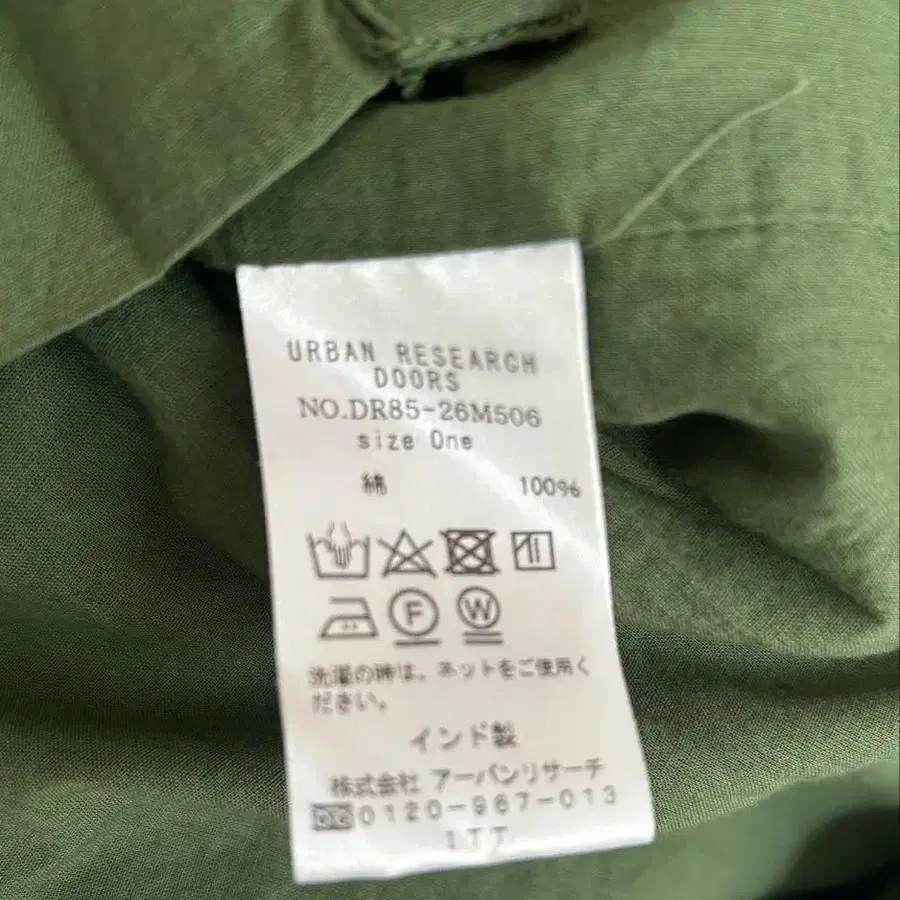 URBAN RESEARCH
DOORS
NO.DR85-26M506
size One
綿 100%
F W
洗濯の時は、ネットをご使用く
ださい。
インド製
株式会社 アーバンリサーチ
0120-967-013
ITT